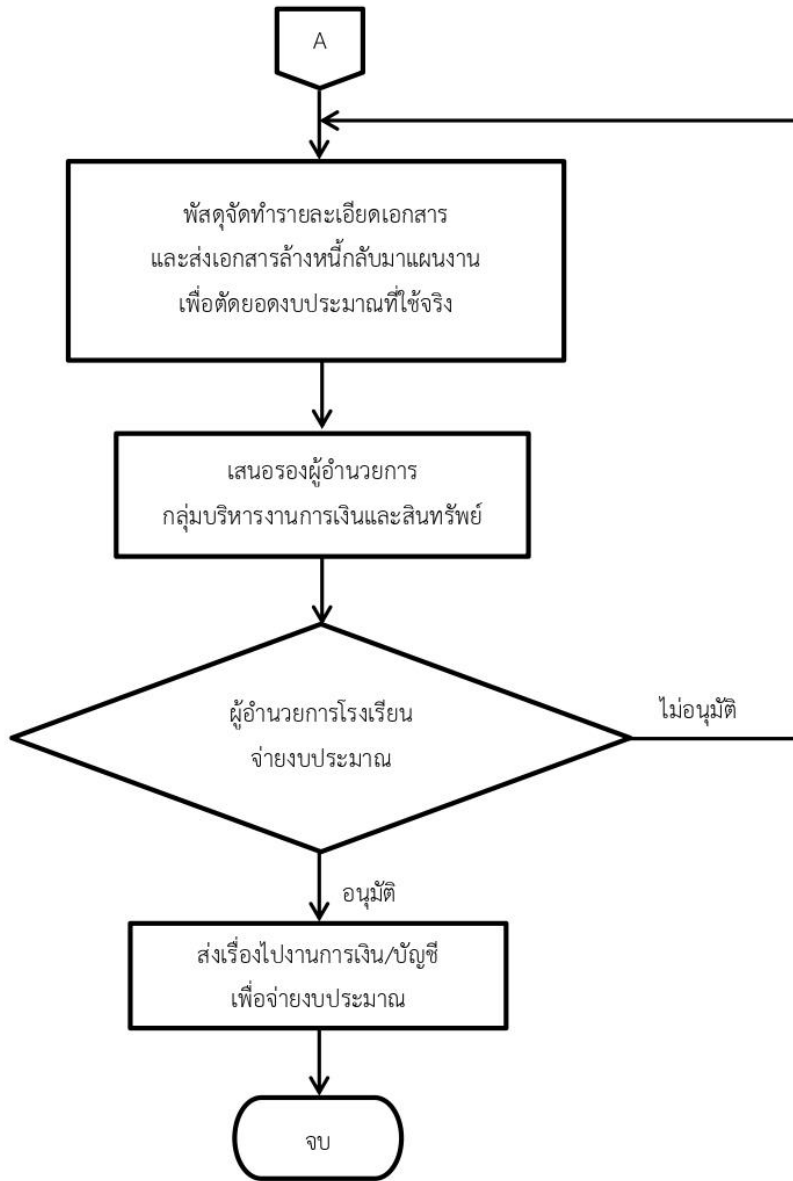 A
พัสดุจัดทำรายละเอียดเอกสาร
และส่งเอกสารล้างหนี้กลับมาแผนงาน
เพื่อตัดยอดงบประมาณที่ใช้จริง
เสนอรองผู้อำนวยการ
กลุ่มบริหารงานการเงินและสินทรัพย์
ผู้อำนวยการโรงเรียน
จ่ายงบประมาณ
ไม่อนุมัติ
อนุมัติ
ส่งเรื่องไปงานการเงิน/บัญชี
เพื่อจ่ายงบประมาณ
จบ